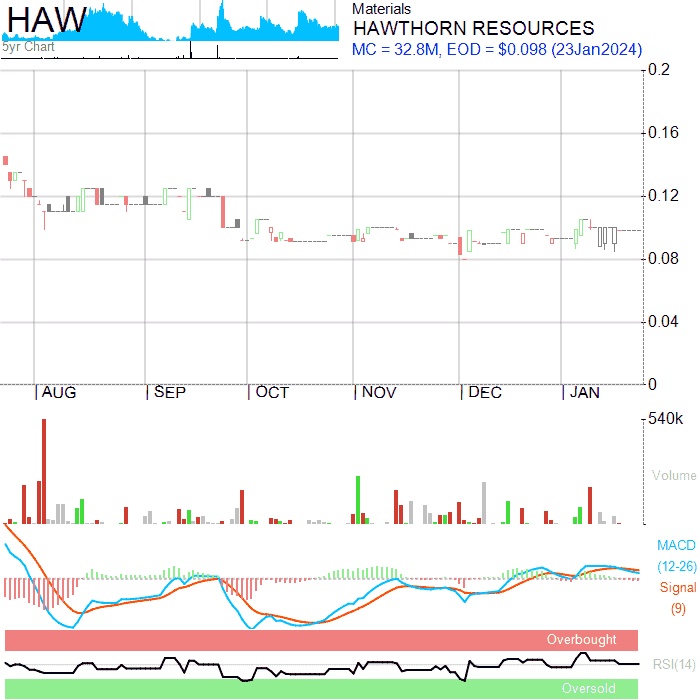 HAW
5yr Chart
Materials
HAWTHORN RESOURCES
MC = 32.8M, EOD = $0.098 (23Jan2024)
0.2
0.16
0.12
0.08
0.04
0
AUG SEP OCT NOV DEC JAN
540k
Volume
MACD
(12-26)
Signal
(9)
Overbought
RSI(14)
Oversold